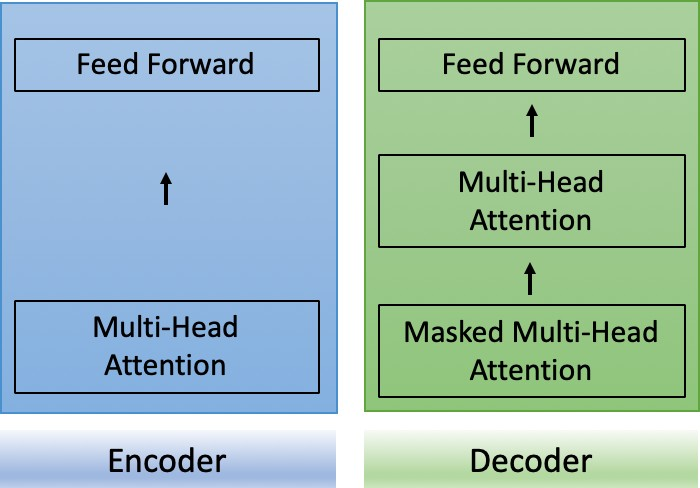 Feed Forward
Multi-Head
Attention
Encoder
Feed Forward
Multi-Head
Attention
Masked Multi-Head
Attention
Decoder